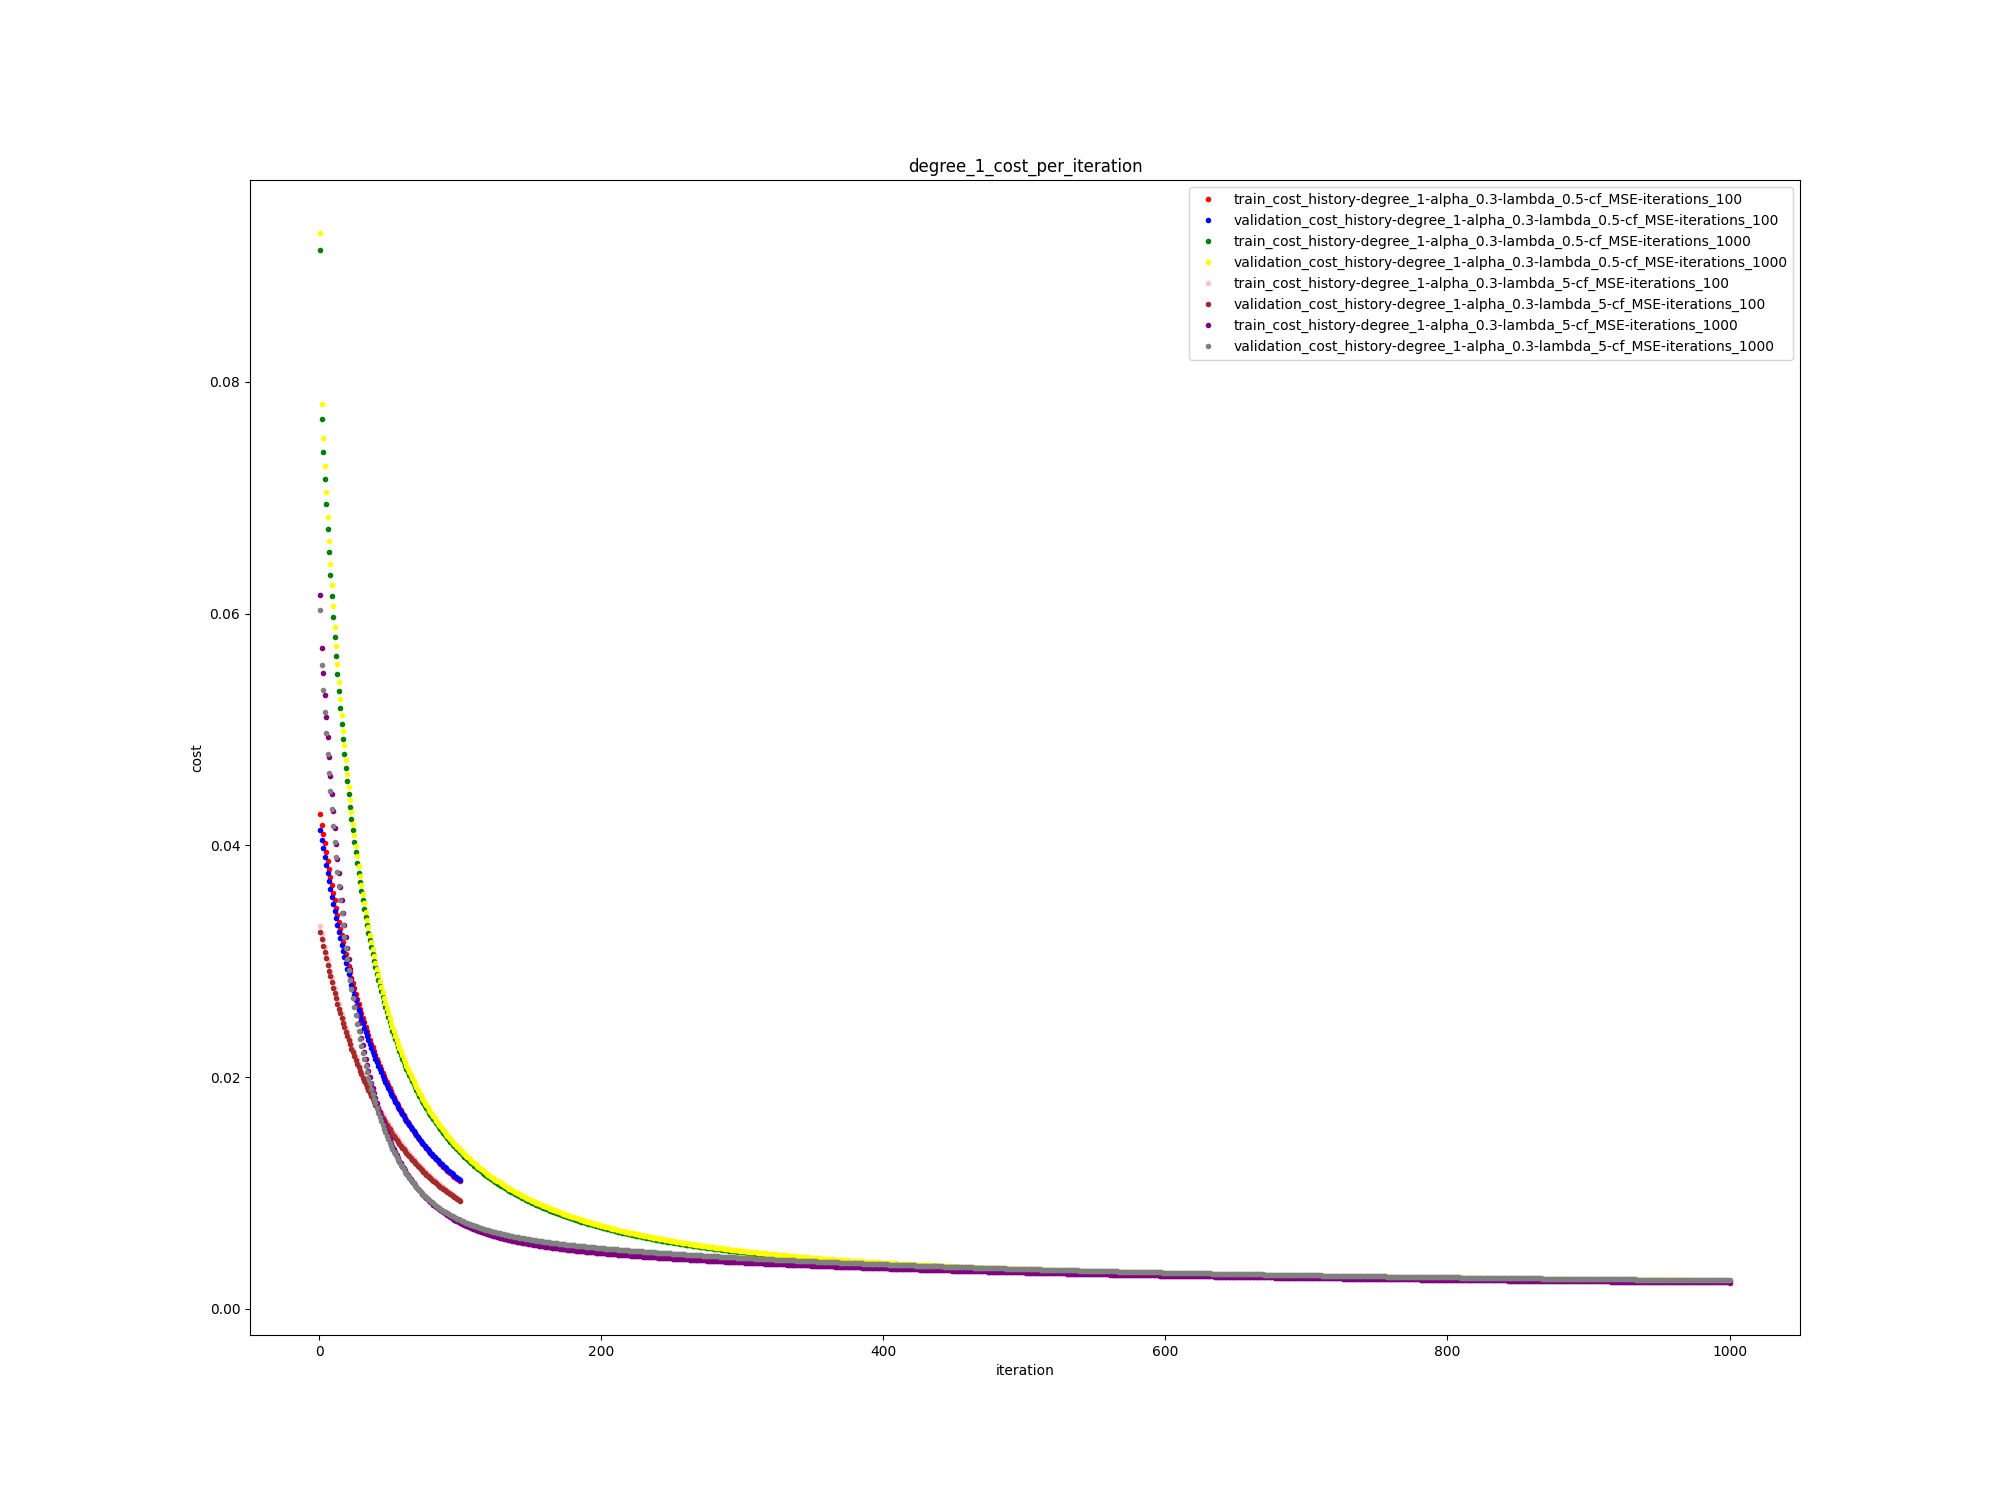 degree_1_cost_per_iteration
train_cost_history-degree_1-alpha_0.3-lambda_0.5-cf_MSE-iterations_100
validation_cost_history-degree_1-alpha_0.3-lambda_0.5-cf_MSE-iterations_100
train_cost_history-degree_1-alpha_0.3-lambda_0.5-cf_MSE-iterations_1000
validation_cost_history-degree_1-alpha_0.3-lambda_0.5-cf_MSE-iterations_1000
train_cost_history-degree_1-alpha_0.3-lambda_5-cf_MSE-iterations_100
validation_cost_history-degree_1-alpha_0.3-lambda_5-cf_MSE-iterations_100
train_cost_history-degree_1-alpha_0.3-lambda_5-cf_MSE-iterations_1000
validation_cost_history-degree_1-alpha_0.3-lambda_5-cf_MSE-iterations_1000
0.08
0.06
cost
0.04
0.02
0.00
0 200 400 600 800 1000
iteration